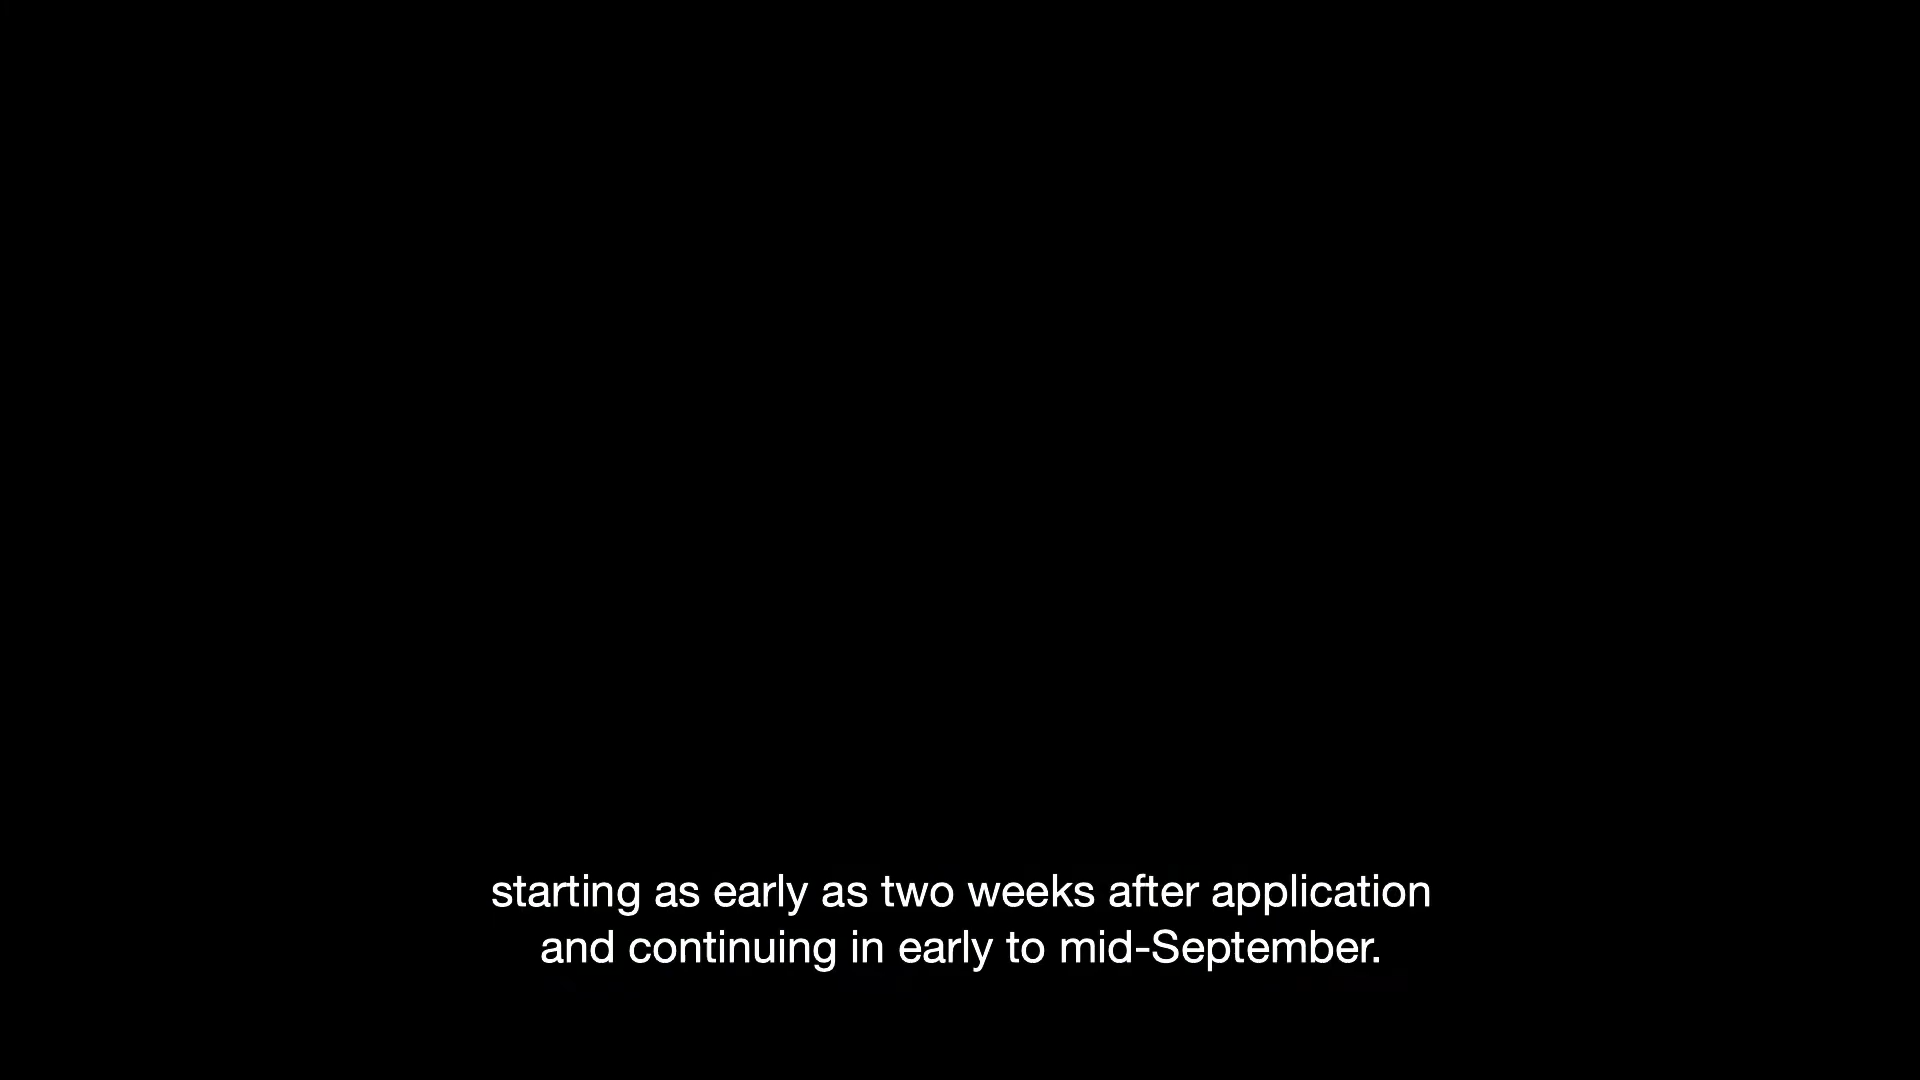 starting as early as two weeks after application
and continuing in early to mid-September.